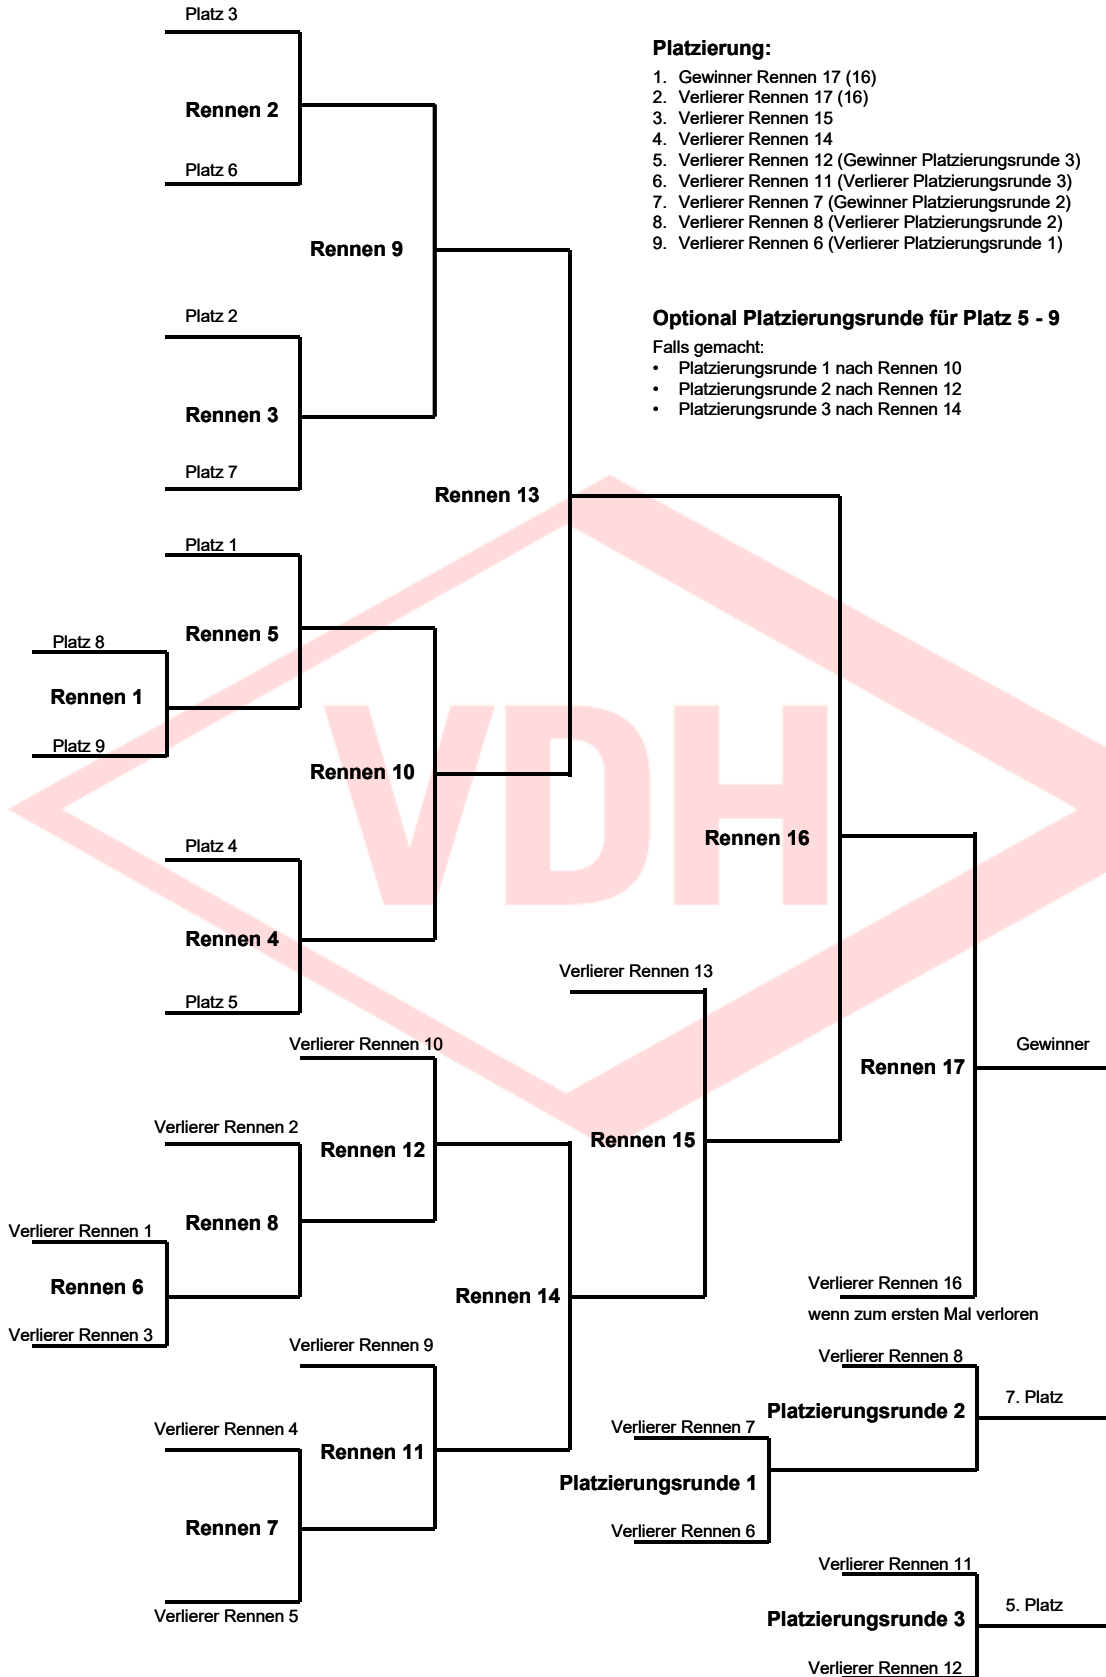 Platz 3
Rennen 2
Platz 6
Rennen 9
Platz 2
Rennen 3
Platz 7
Platzierung:
1. Gewinner Rennen 17 (16)
2. Verlierer Rennen 17 (16)
3. Verlierer Rennen 15
4. Verlierer Rennen 14
5. Verlierer Rennen 12 (Gewinner Platzierungsrunde 3)
6. Verlierer Rennen 11 (Verlierer Platzierungsrunde 3)
7. Verlierer Rennen 7 (Gewinner Platzierungsrunde 2)
8. Verlierer Rennen 8 (Verlierer Platzierungsrunde 2)
9. Verlierer Rennen 6 (Verlierer Platzierungsrunde 1)
Optional Platzierungsrunde für Platz 5 - 9
Falls gemacht:
• Platzierungsrunde 1 nach Rennen 10
• Platzierungsrunde 2 nach Rennen 12
• Platzierungsrunde 3 nach Rennen 14
Rennen 13
Platz 1
Rennen 5
Platz 8
Rennen 1
Platz 9
Rennen 10
VDH
Rennen 16
Platz 4
Rennen 4
Platz 5
Verlierer Rennen 13
Verlierer Rennen 10
Gewinner
Rennen 17
Verlierer Rennen 2
Rennen 12
Rennen 15
Rennen 8
Verlierer Rennen 1
Rennen 6
Verlierer Rennen 3
Rennen 14
Verlierer Rennen 16
wenn zum ersten Mal verloren
Verlierer Rennen 9
Verlierer Rennen 4
Rennen 11
Rennen 7
Verlierer Rennen 5
Verlierer Rennen 8
Platzierungsrunde 2
7. Platz
Verlierer Rennen 7
Platzierungsrunde 1
Verlierer Rennen 6
Verlierer Rennen 11
Platzierungsrunde 3
5. Platz
Verlierer Rennen 12